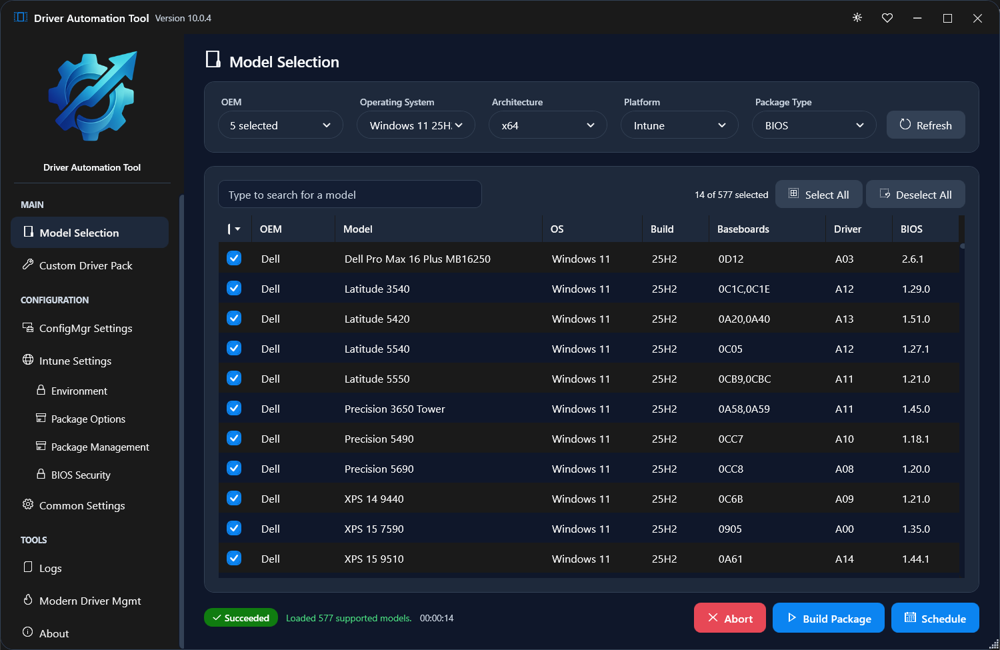 Driver Automation Tool Version 10.0.4
Driver Automation Tool
MAIN
Model Selection
Custom Driver Pack
CONFIGURATION
ConfigMgr Settings
Intune Settings
Environment
Package Options
Package Management
BIOS Security
Common Settings
TOOLS
Logs
Modern Driver Mgmt
About
Model Selection
OEM Operating System Architecture Platform Package Type
5 selected Windows 11 25H. x64 Intune BIOS Refresh
Type to search for a model 14 of 577 selected Select All Deselect All
OEM Model OS Build Baseboards Driver BIOS
Dell Dell Pro Max 16 Plus MB16250 Windows 11 25H2 0D12 A03 2.6.1
Dell Latitude 3540 Windows 11 25H2 0C1C,0C1E A12 1.29.0
Dell Latitude 5420 Windows 11 25H2 0A20,0A40 A13 1.51.0
Dell Latitude 5540 Windows 11 25H2 0C05 A12 1.27.1
Dell Latitude 5550 Windows 11 25H2 0CB9,0CBC A11 1.21.0
Dell Precision 3650 Tower Windows 11 25H2 0A58,0A59 A11 1.45.0
Dell Precision 5490 Windows 11 25H2 0CC7 A10 1.18.1
Dell Precision 5690 Windows 11 25H2 0CC8 A08 1.20.0
Dell XPS 14 9440 Windows 11 25H2 0C6B A09 1.21.0
Dell XPS 15 7590 Windows 11 25H2 0905 A00 1.35.0
Dell XPS 15 9510 Windows 11 25H2 0A61 A14 1.44.1
Succeeded Loaded 577 supported models. 00:00:14 Abort Build Package Schedule